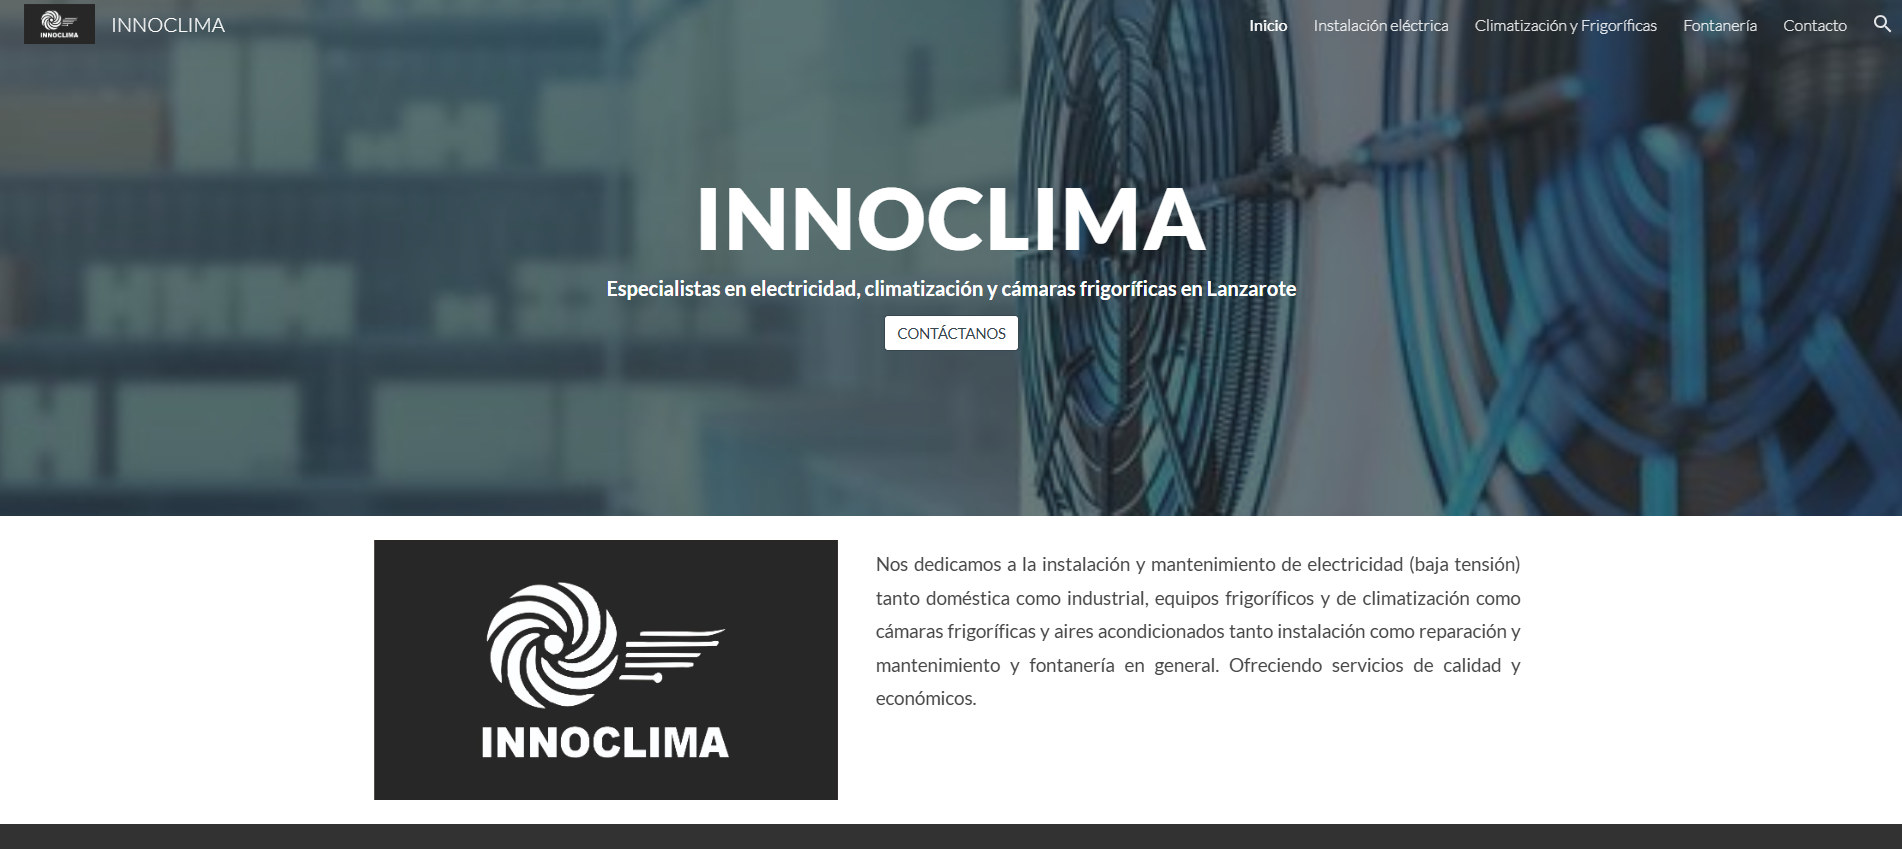 INNOCLIMA
INNOCLIMA
Inicio
Instalación eléctrica
Climatización y Frigoríficas
Fontanería
Contacto
INNOCLIMA
Especialistas en electricidad, climatización y cámaras frigoríficas en Lanzarote
CONTÁCTANOS
INNOCLIMA
Nos dedicamos a la instalación y mantenimiento de electricidad (baja tensión)
tanto doméstica como industrial, equipos frigoríficos y de climatización como
cámaras frigoríficas y aires acondicionados tanto instalación como reparación y
mantenimiento y fontanería en general. Ofreciendo servicios de calidad y
económicos.